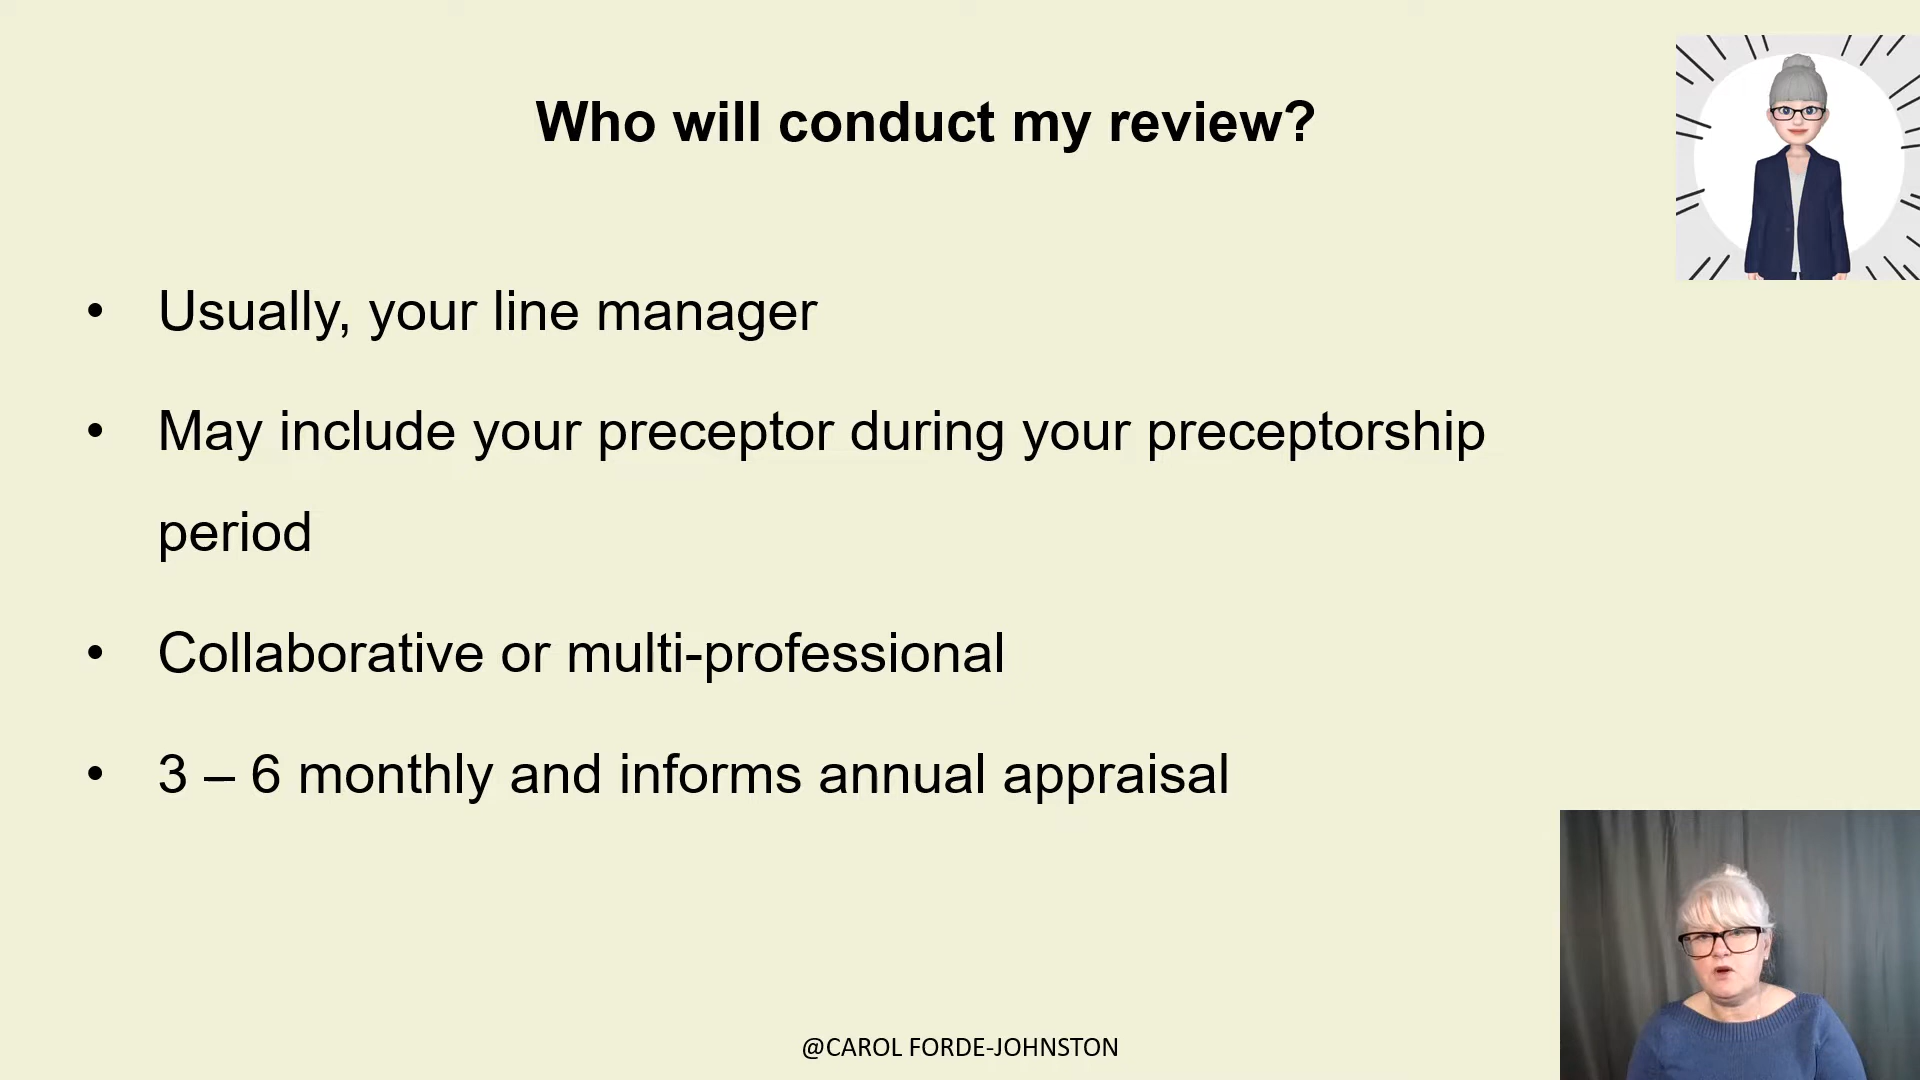 Who will conduct my review?
• Usually, your line manager
• May include your preceptor during your preceptorship
period
• Collaborative or multi-professional
• 3 – 6 monthly and informs annual appraisal
@CAROL FORDE-JOHNSTON